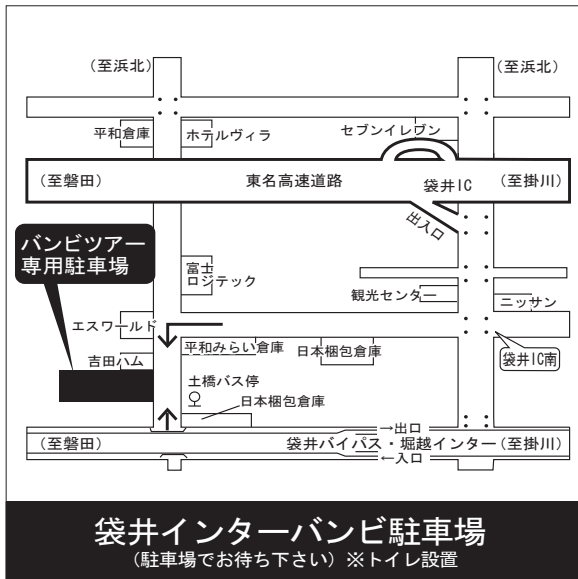 (至浜北)
(至浜北)
平和倉庫
ホテルヴィラ
セブンイレブン
(至磐田)
東名高速道路
袋井IC
(至掛川)
出入口
バンビツアー
専用駐車場
富士
ロジテック
観光センター
ニッサン
エスワールド
平和みらい倉庫
日本梱包倉庫
袋井IC南
吉田ハム
土橋バス停
日本梱包倉庫
→出口
(至磐田)
袋井バイパス・堀越インター(至掛川)
←入口
袋井インターバンビ駐車場
(駐車場でお待ち下さい)※トイレ設置